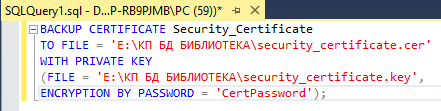 SQLQuery1.sql - D...P-RB9PJMB\PC (59))*
BACKUP CERTIFICATE Security_Certificate
TO FILE = 'E:\КП БД БИБЛИОТЕКА\security_certificate.cer'
WITH PRIVATE KEY
(FILE = 'E:\КП БД БИБЛИОТЕКА\security_certificate.key',
ENCRYPTION BY PASSWORD = 'CertPassword');